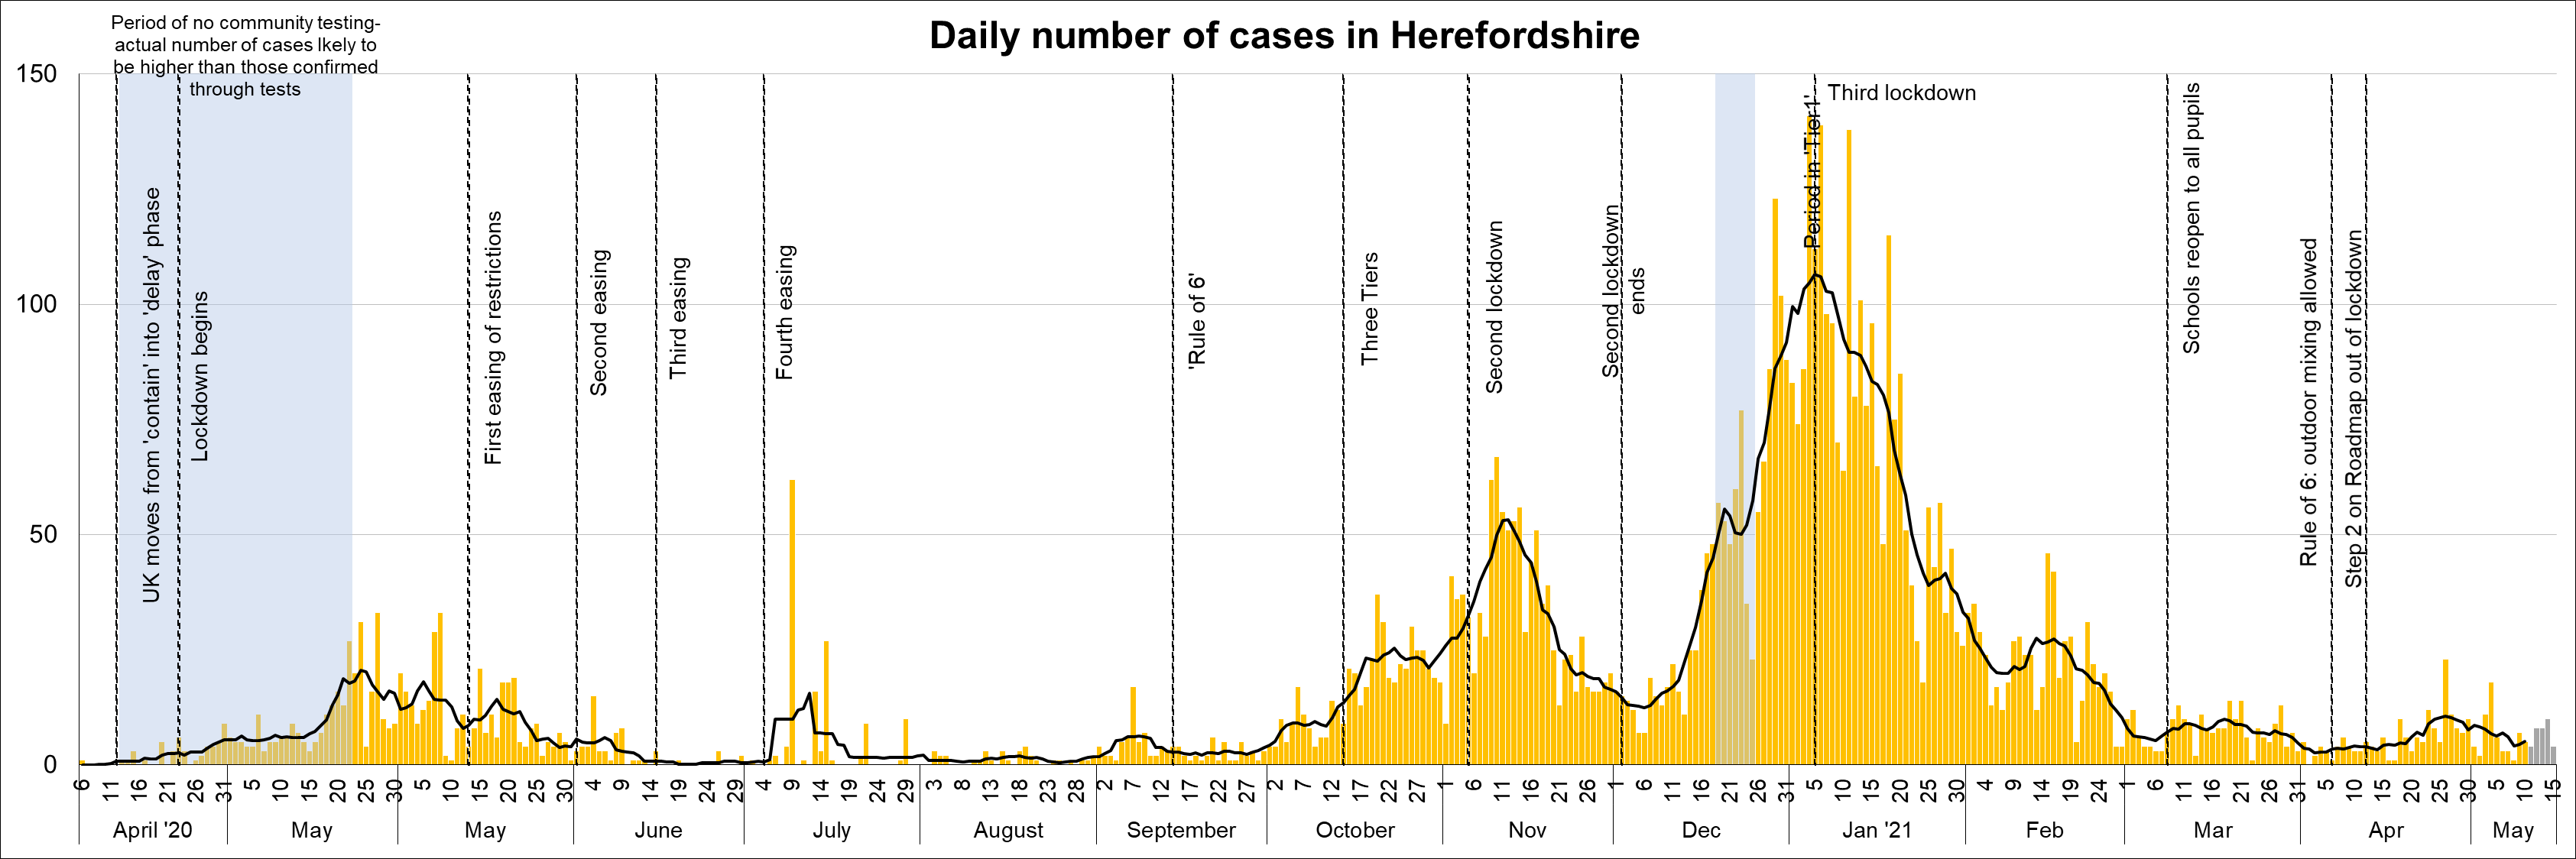 Period of no community testing-
actual number of cases lkely to
be higher than those confirmed
through tests
Daily number of cases in Herefordshire
150
100
50
0
UK moves from 'contain' into 'delay' phase
Lockdown begins
First easing of restrictions
Second easing
Third easing
Fourth easing
'Rule of 6'
Three Tiers
Second lockdown
Second lockdown
ends
Period in 'Tier1'
Third lockdown
Schools reopen to all pupils
Rule of 6: outdoor mixing allowed
Step 2 on Roadmap out of lockdown
6 11 16 21 26 31 5 10 15 20 25 30 5 10 15 20 25 30 4 9 14 19 24 29 4 9 14 19 24 29 3 8 13 18 23 28 2 7 12 17 22 27 2 7 12 17 22 27 1 6 11 16 21 26 1 6 11 16 21 26 31 5 10 15 20 25 30 4 9 14 19 24 1 6 11 16 21 26 31 5 10 15 20 25 30 5 10 15
April '20 May May June July August September October Nov Dec Jan '21 Feb Mar Apr May